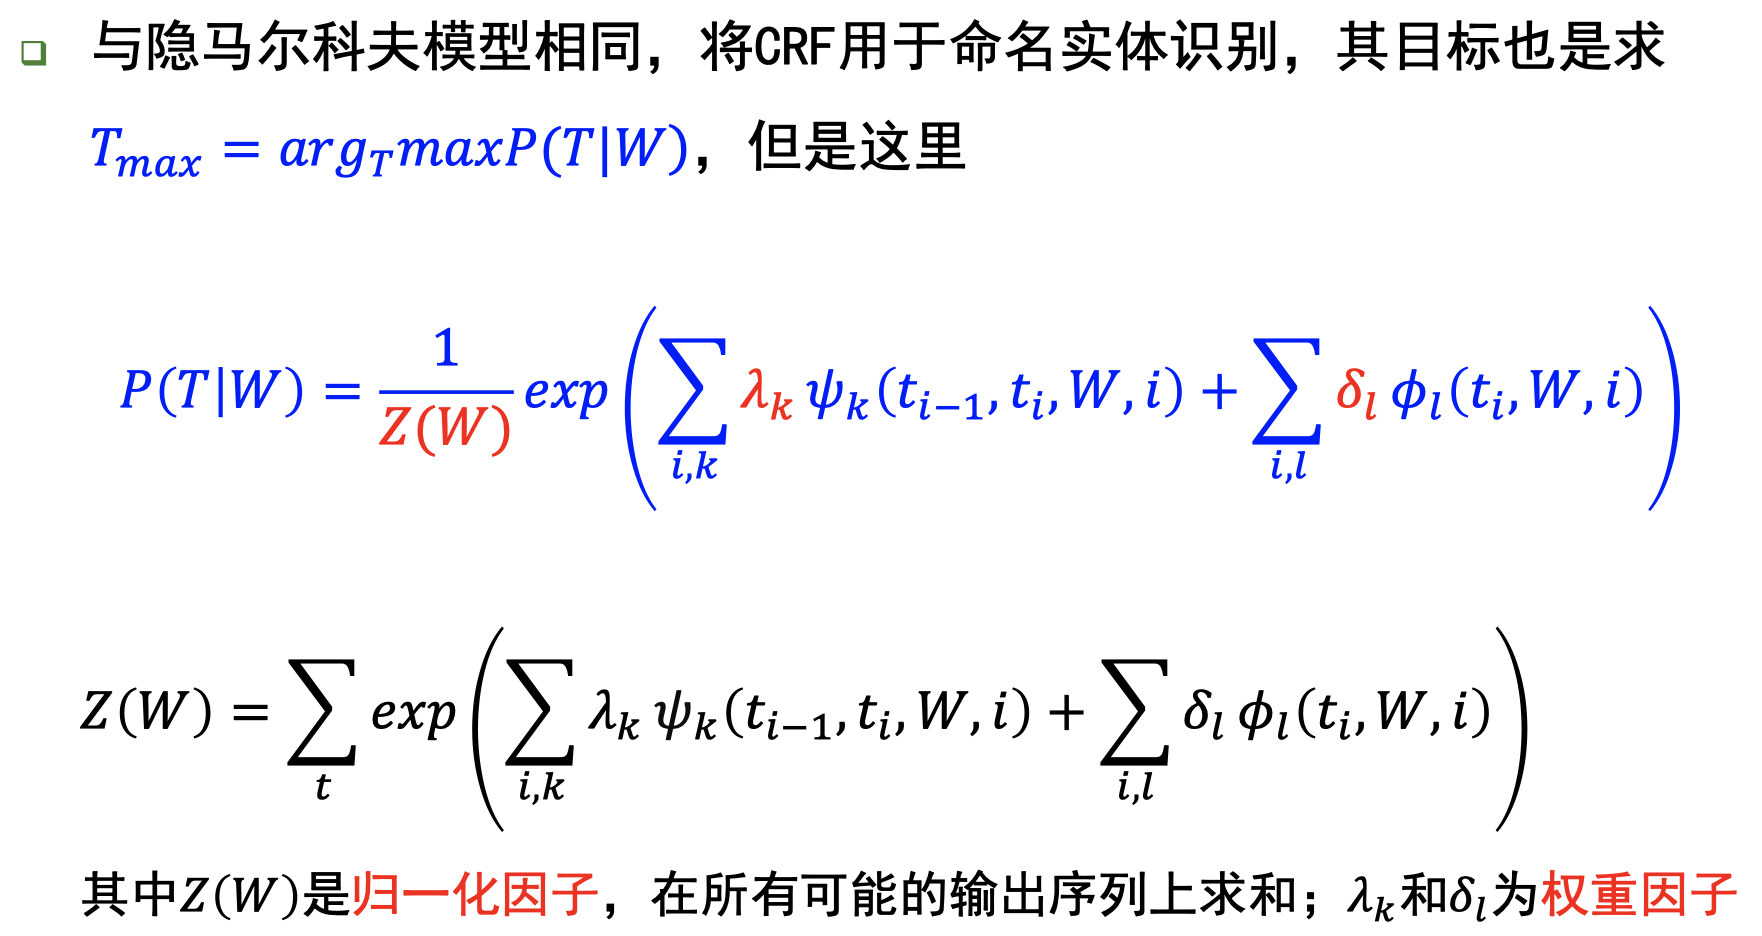 ❑ 与隐马尔科夫模型相同，将CRF用于命名实体识别，其目标也是求
$T_{max} = arg_T maxP(T|W)$，但是这里
$P(T|W) = \frac{1}{Z(W)} exp\left(\sum_{i,k} \lambda_k \psi_k(t_{i-1}, t_i, W, i) + \sum_{i,l} \delta_l \phi_l(t_i, W, i)\right)$
$Z(W) = \sum_{t} exp\left(\sum_{i,k} \lambda_k \psi_k(t_{i-1}, t_i, W, i) + \sum_{i,l} \delta_l \phi_l(t_i, W, i)\right)$
其中$Z(W)$是归一化因子，在所有可能的输出序列上求和；$\lambda_k$和$\delta_l$为权重因子